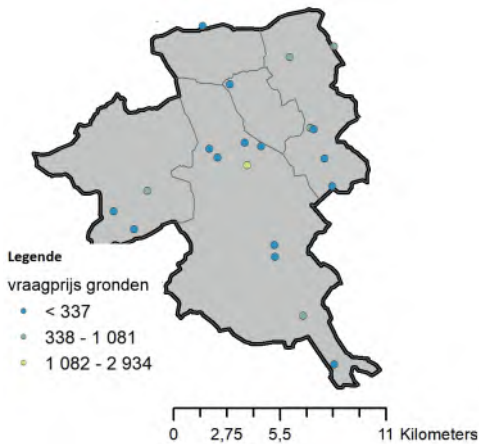 Legende
vraagprijs gronden
< 337
338 - 1 081
1 082 - 2 934
0 2,75 5,5 11 Kilometers